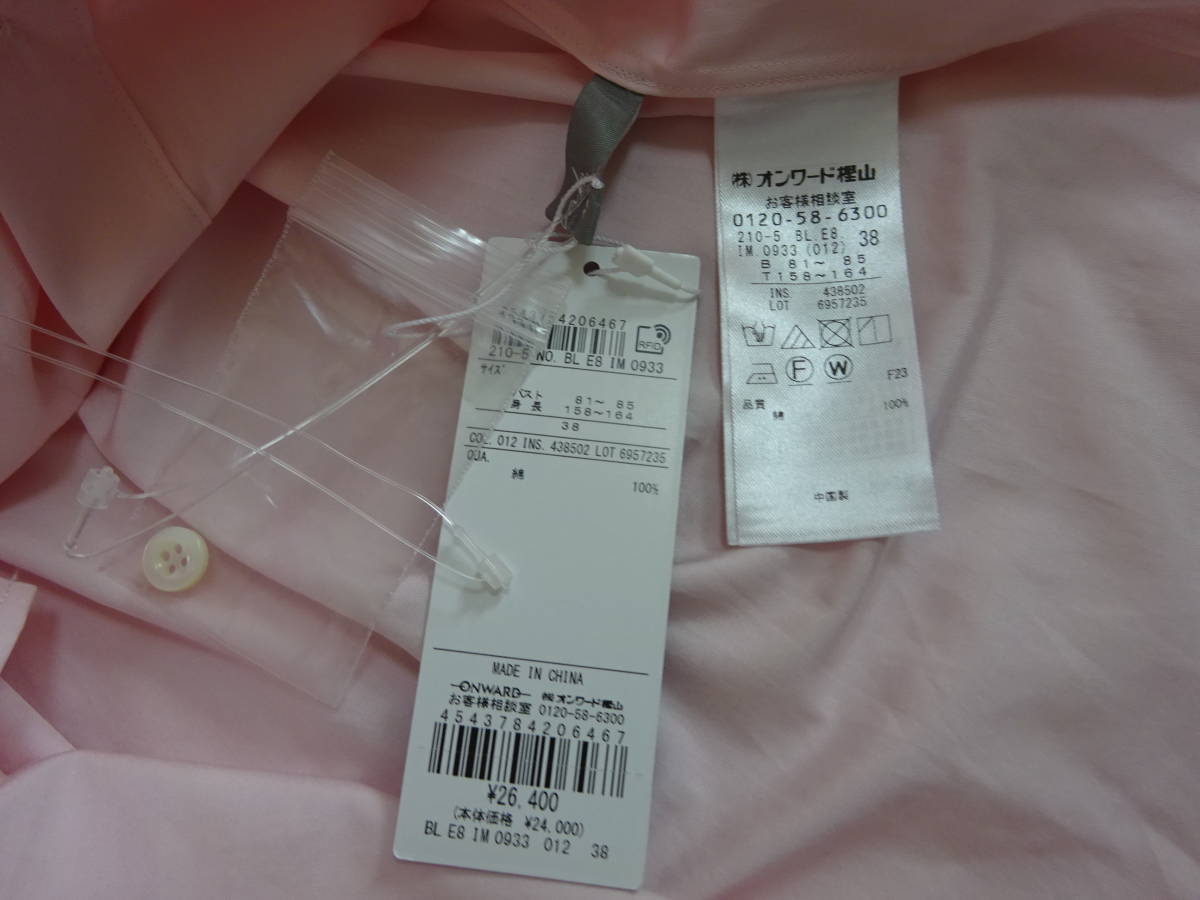 ㈱オンワード樫山
お客様相談室
0120-58-6300
210-5 BL.E8. 38
IM.0933 (012)
B 81～ 85
T 158～164
INS. 438502
LOT 6957235
F W
F23
品質
綿 100%
中国製
4206467
RFID
210-5 NO. BL E8 IM 0933
サイズ
バスト 81～ 85
身長 158～164
38
COL. 012 INS. 438502 LOT 6957235
QUA.
綿 100%
MADE IN CHINA
ONWARD ㈱オンワード樫山
お客様相談室 0120-58-6300
4543784206467
¥26,400
(本体価格 ¥24,000)
BL E8 IM 0933 012 38